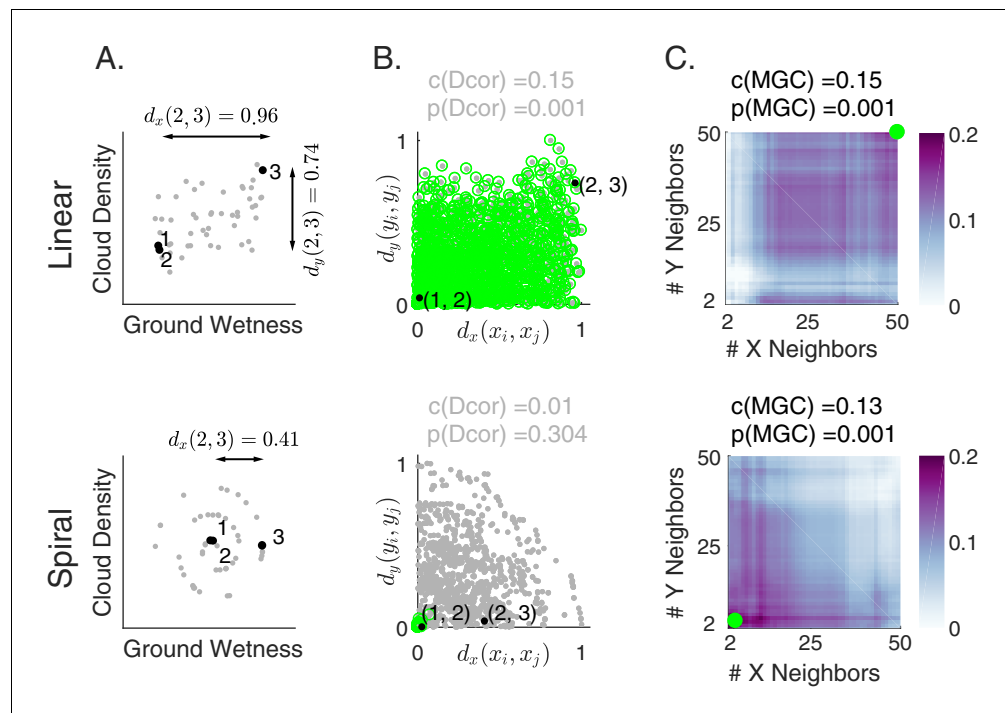 A.
B.
C.
Linear
d_x(2, 3) = 0.96
d_y(2, 3) = 0.74
Cloud Density
1
2
3
Ground Wetness
c(Dcor) =0.15
p(Dcor) =0.001
d_y(y_i, y_j)
1
(2, 3)
(1, 2)
0
0
d_x(x_i, x_j)
1
c(MGC) =0.15
p(MGC) =0.001
# Y Neighbors
50
25
2
2
25
50
# X Neighbors
0.2
0.1
0
Spiral
d_x(2, 3) = 0.41
Cloud Density
1
2
3
Ground Wetness
c(Dcor) =0.01
p(Dcor) =0.304
d_y(y_i, y_j)
1
(1, 2)
(2, 3)
0
0
d_x(x_i, x_j)
1
c(MGC) =0.13
p(MGC) =0.001
# Y Neighbors
50
25
2
2
25
50
# X Neighbors
0.2
0.1
0